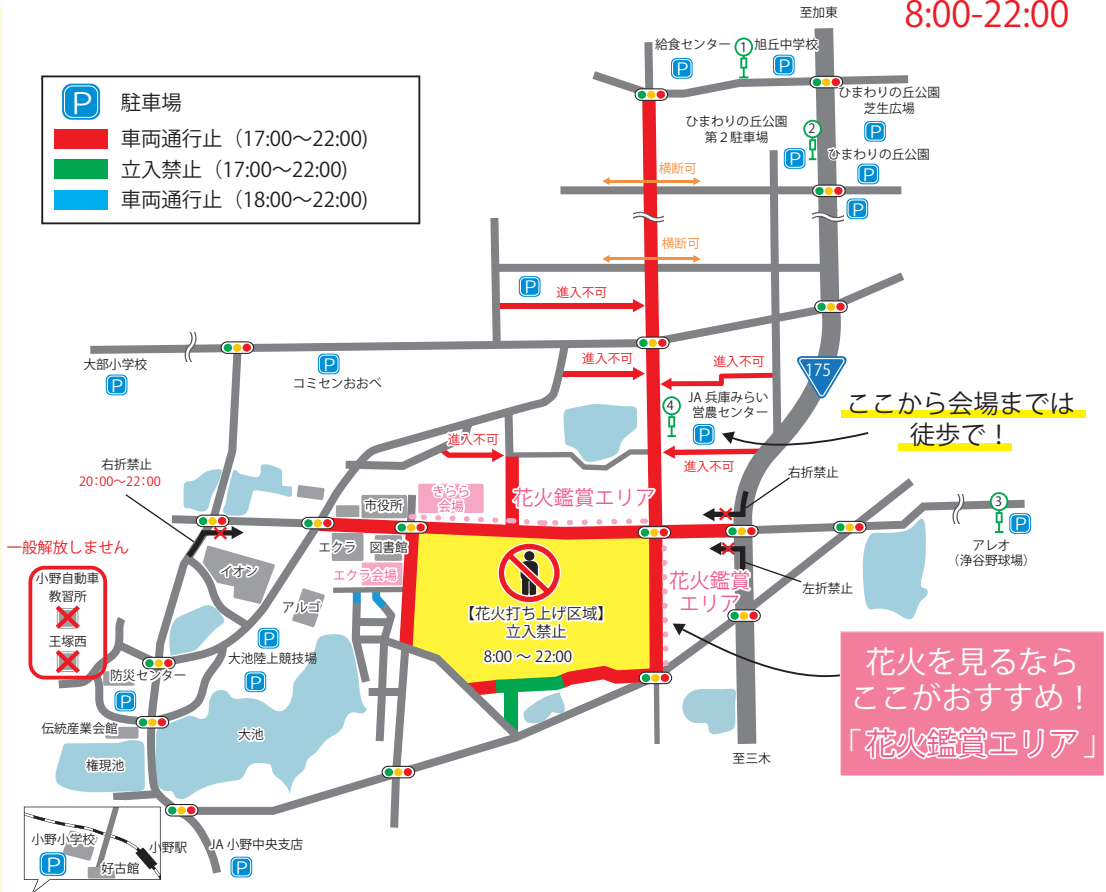 8:00-22:00
至加東
給食センター
1
旭丘中学校
P
P
P
駐車場
車両通行止（17:00〜22:00)
立入禁止（17:00〜22:00)
車両通行止（18:00〜22:00)
ひまわりの丘公園
芝生広場
P
ひまわりの丘公園
第２駐車場
2
P
ひまわりの丘公園
P
P
横断可
横断可
P
進入不可
大部小学校
P
P
コミセンおおべ
進入不可
進入不可
175
4
JA 兵庫みらい
営農センター
P
ここから会場までは
徒歩で！
進入不可
進入不可
右折禁止
20:00〜22:00
右折禁止
市役所
きらら
会場
花火鑑賞エリア
3
P
アレオ
（浄谷野球場）
一般解放しません
小野自動車
教習所
王塚西
エクラ
図書館
エクラ会場
イオン
アルゴ
花火鑑賞
エリア
左折禁止
【花火打ち上げ区域】
立入禁止
8:00 〜 22:00
P
大池陸上競技場
P
防災センター
P
伝統産業会館
大池
権現池
花火を見るなら
ここがおすすめ！
「花火鑑賞エリア」
至三木
小野小学校
P
小野駅
好古館
JA 小野中央支店
P